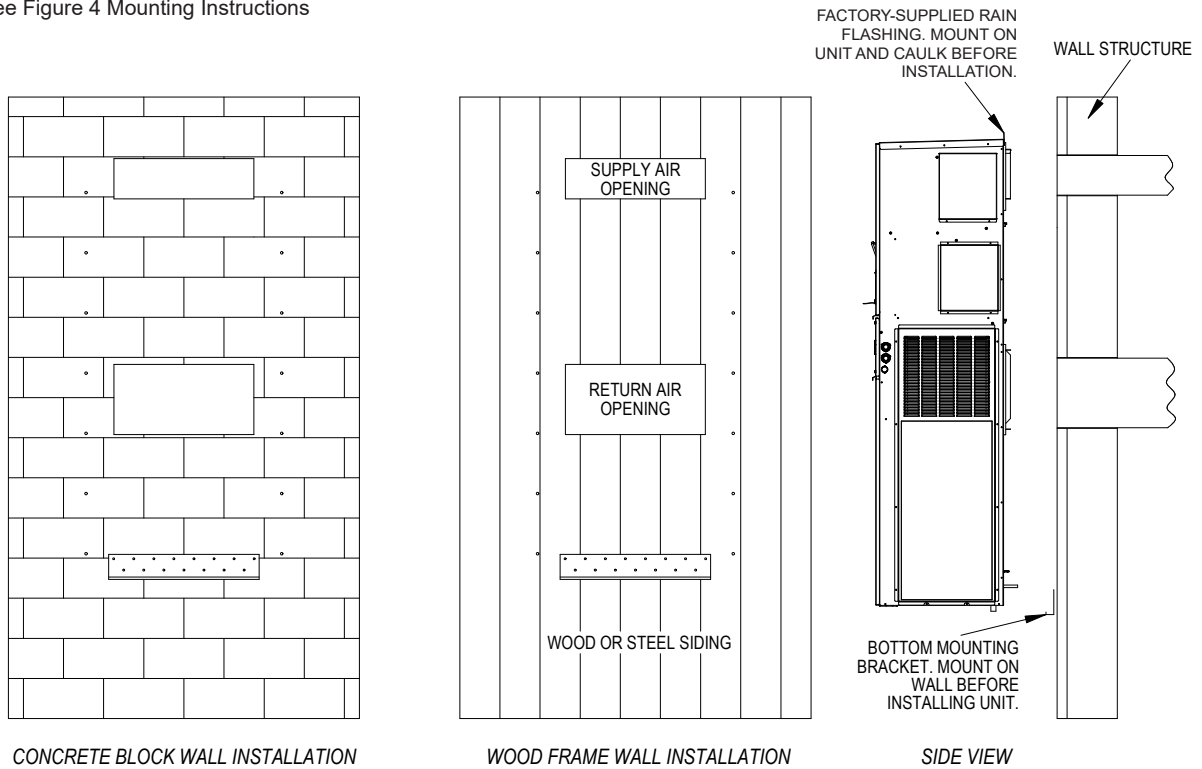 ee Figure 4 Mounting Instructions
FACTORY-SUPPLIED RAIN
FLASHING. MOUNT ON
UNIT AND CAULK BEFORE
INSTALLATION.
WALL STRUCTURE
SUPPLY AIR
OPENING
RETURN AIR
OPENING
WOOD OR STEEL SIDING
BOTTOM MOUNTING
BRACKET. MOUNT ON
WALL BEFORE
INSTALLING UNIT.
CONCRETE BLOCK WALL INSTALLATION
WOOD FRAME WALL INSTALLATION
SIDE VIEW